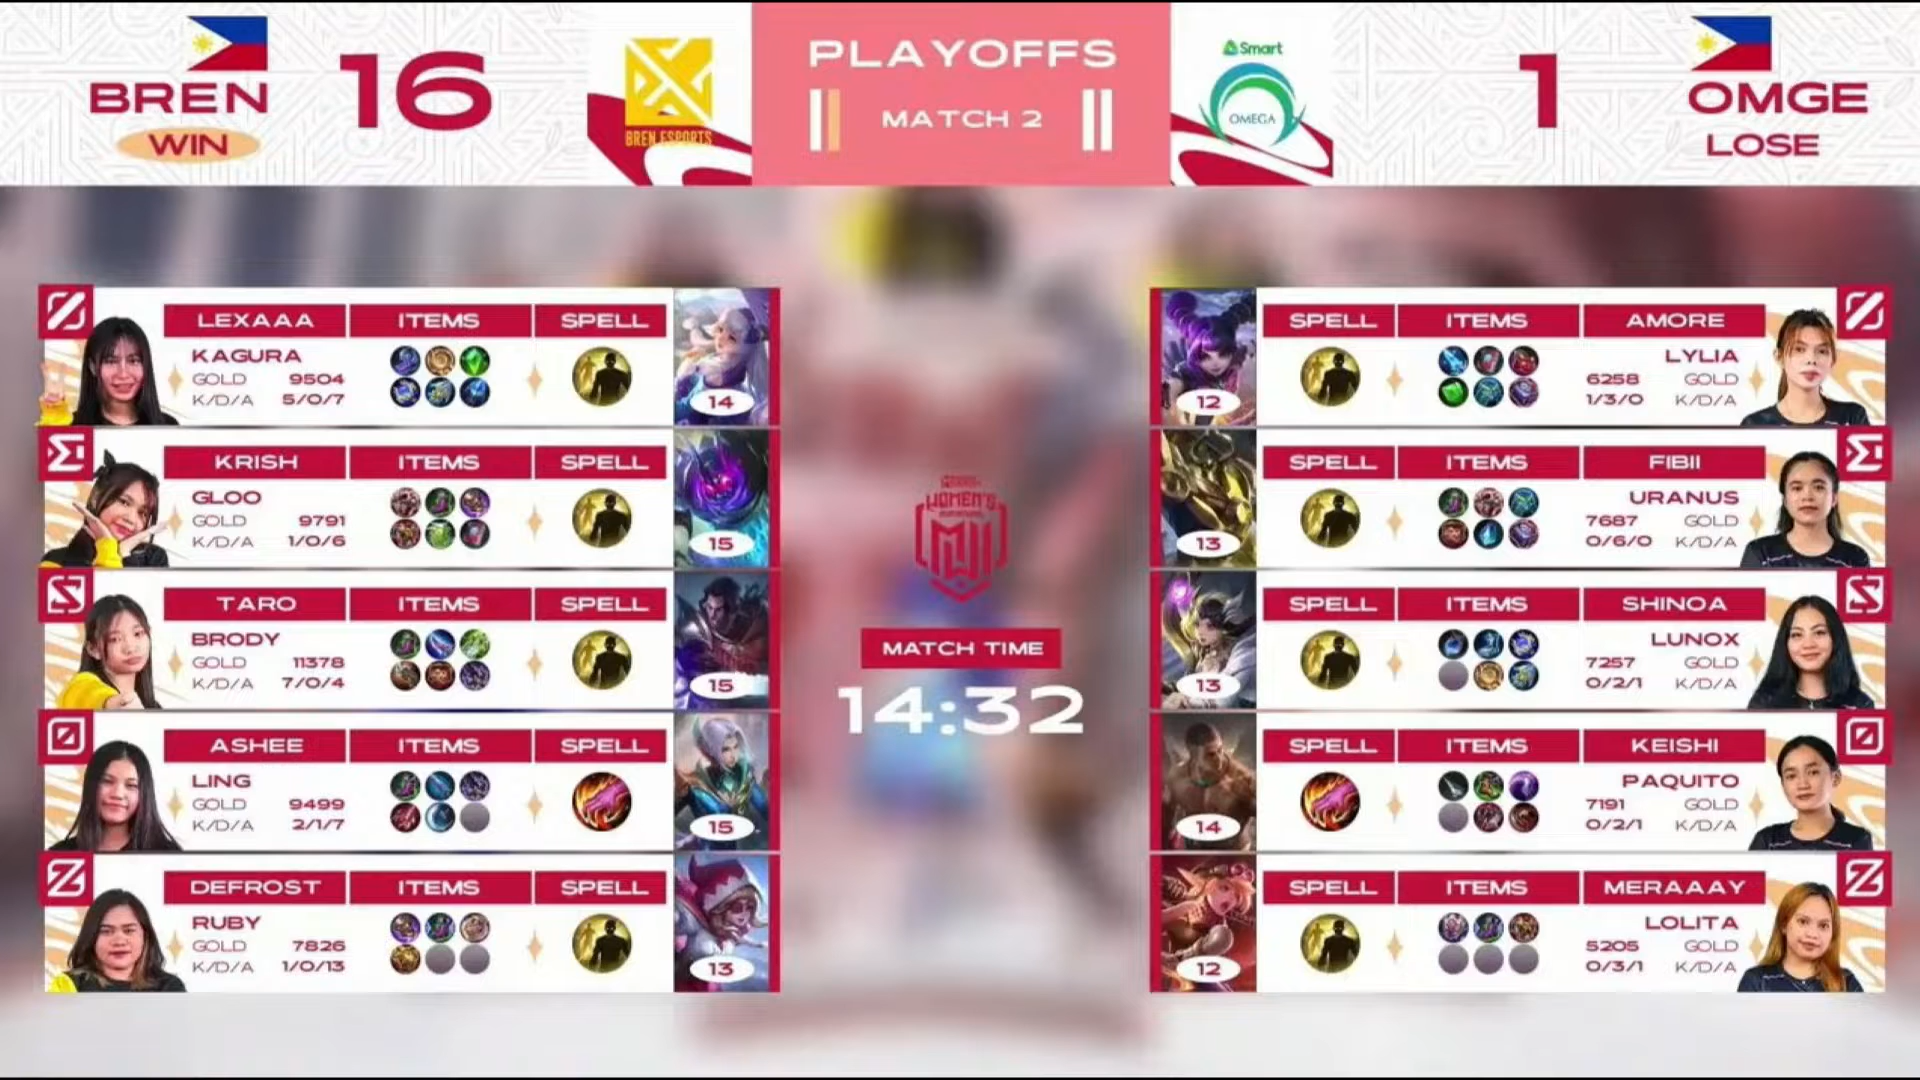 BREN
WIN
16
BREN ESPORTS
PLAYOFFS
MATCH 2
Smart
OMEGA
1
OMGE
LOSE
LEXAAA ITEMS SPELL
KAGURA
GOLD 9504
K/D/A 5/0/7
14
KRISH ITEMS SPELL
GLOO
GOLD 9791
K/D/A 1/0/6
15
TARO ITEMS SPELL
BRODY
GOLD 11378
K/D/A 7/0/4
15
ASHEE ITEMS SPELL
LING
GOLD 9499
K/D/A 2/1/7
15
DEFROST ITEMS SPELL
RUBY
GOLD 7826
K/D/A 1/0/13
13
WOMEN'S
MATCH TIME
14:32
SPELL ITEMS AMORE
LYLIA
6258 GOLD
1/3/0 K/D/A
12
SPELL ITEMS FIBII
URANUS
7687 GOLD
0/6/0 K/D/A
13
SPELL ITEMS SHINOA
LUNOX
7257 GOLD
0/2/1 K/D/A
13
SPELL ITEMS KEISHI
PAQUITO
7191 GOLD
0/2/1 K/D/A
14
SPELL ITEMS MERAAAY
LOLITA
5205 GOLD
0/3/1 K/D/A
12